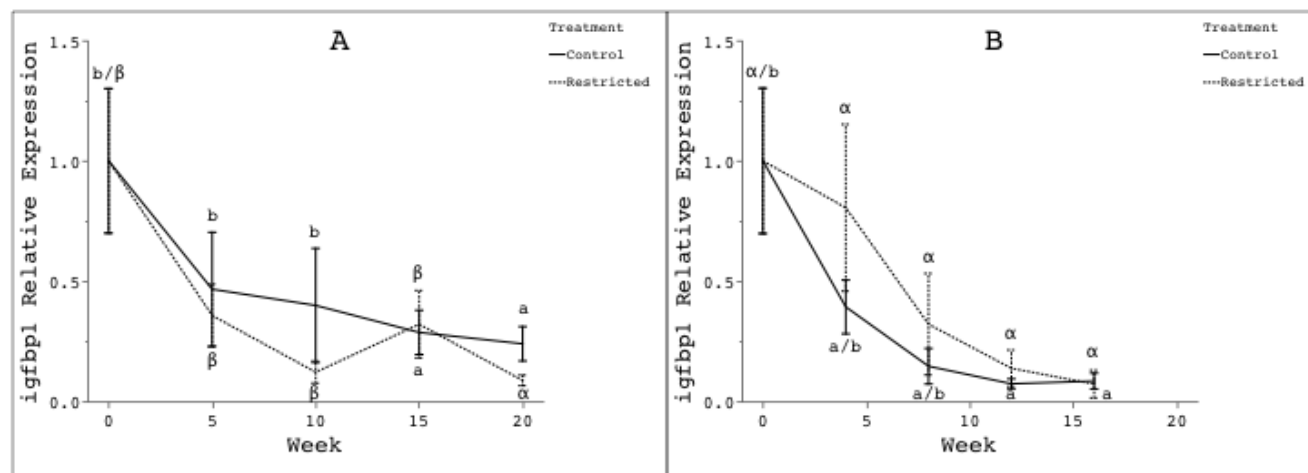 A
Treatment
Control
Restricted
igfbpl Relative Expression
1.5
1.0
0.5
0.0
b/β
b
b
β
a
β
β
a
α
0
5
10
15
20
Week
B
Treatment
Control
Restricted
igfbpl Relative Expression
1.5
1.0
0.5
0.0
α/b
α
α
α
α
a/b
a/b
a
a
0
5
10
15
20
Week